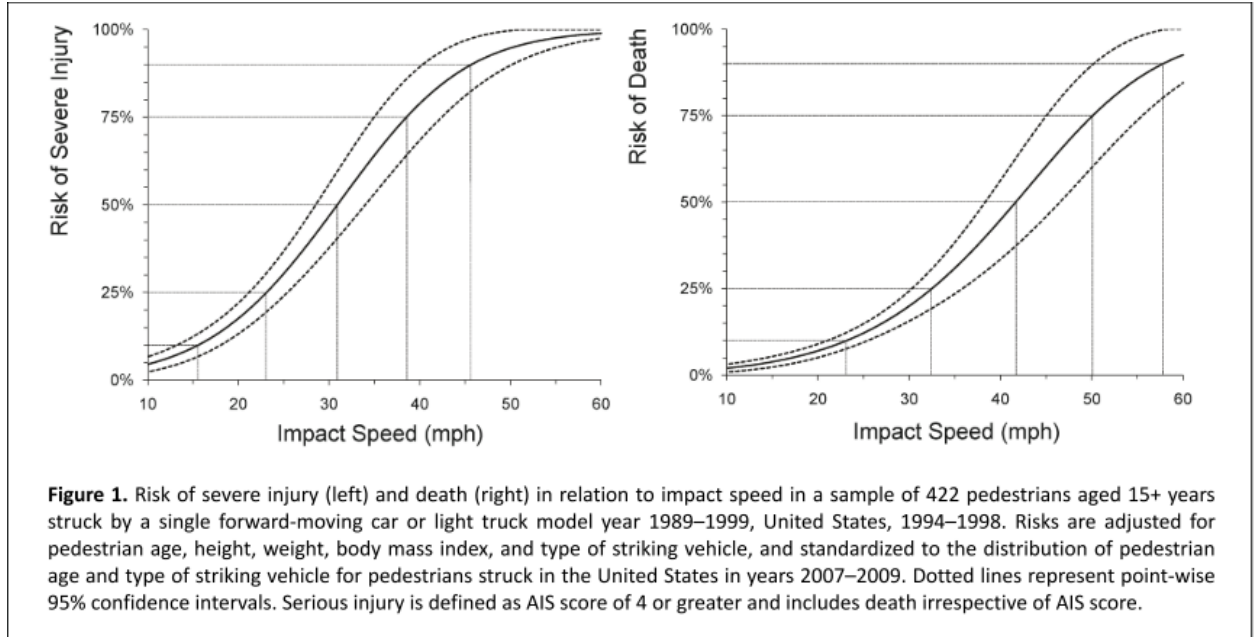 Risk of Severe Injury
100%
75%
50%
25%
0%
10 20 30 40 50 60
Impact Speed (mph)
Risk of Death
100%
75%
50%
25%
0%
10 20 30 40 50 60
Impact Speed (mph)
Figure 1. Risk of severe injury (left) and death (right) in relation to impact speed in a sample of 422 pedestrians aged 15+ years
struck by a single forward-moving car or light truck model year 1989–1999, United States, 1994–1998. Risks are adjusted for
pedestrian age, height, weight, body mass index, and type of striking vehicle, and standardized to the distribution of pedestrian
age and type of striking vehicle for pedestrians struck in the United States in years 2007–2009. Dotted lines represent point-wise
95% confidence intervals. Serious injury is defined as AIS score of 4 or greater and includes death irrespective of AIS score.